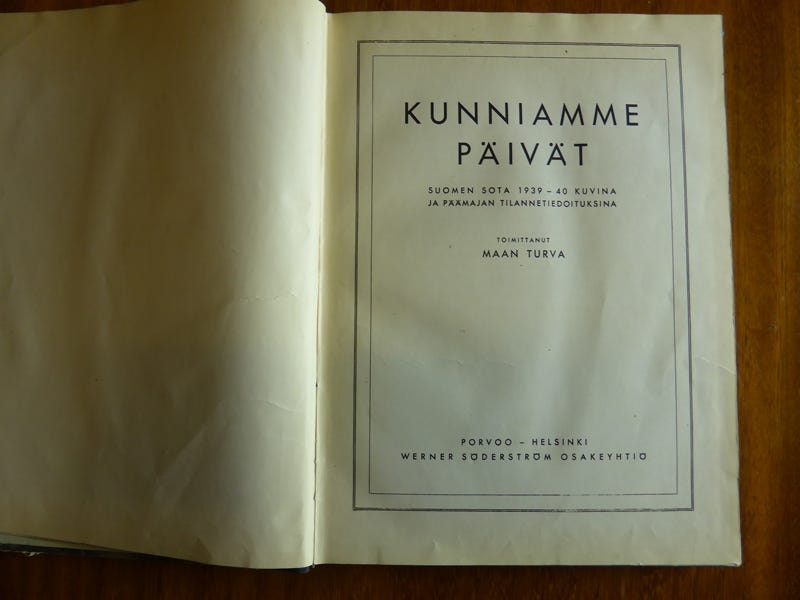 KUNNIAMME
PÄIVÄT
SUOMEN SOTA 1939 – 40 KUVINA
JA PÄÄMAJAN TILANNETIEDOITUKSINA
TOIMITTANUT
MAAN TURVA
PORVOO – HELSINKI
WERNER SÖDERSTRÖM OSAKEYHTIÖ